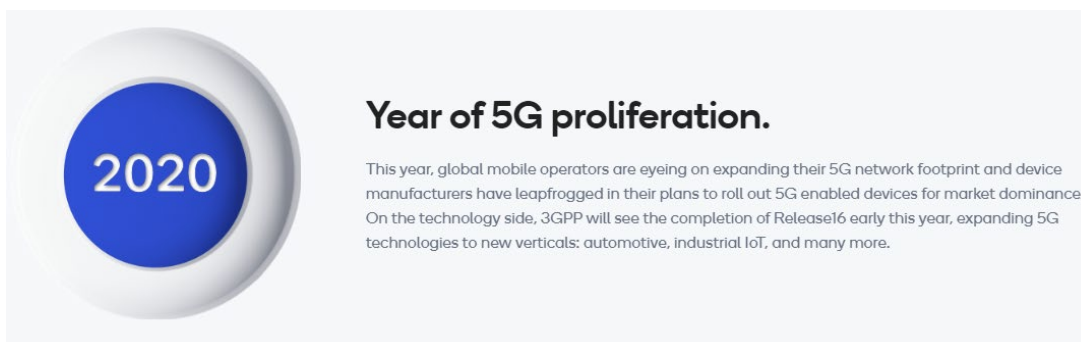 2020
Year of 5G proliferation.
This year, global mobile operators are eyeing on expanding their 5G network footprint and device
manufacturers have leapfrogged in their plans to roll out 5G enabled devices for market dominance
On the technology side, 3GPP will see the completion of Release16 early this year, expanding 5G
technologies to new verticals: automotive, industrial IoT, and many more.